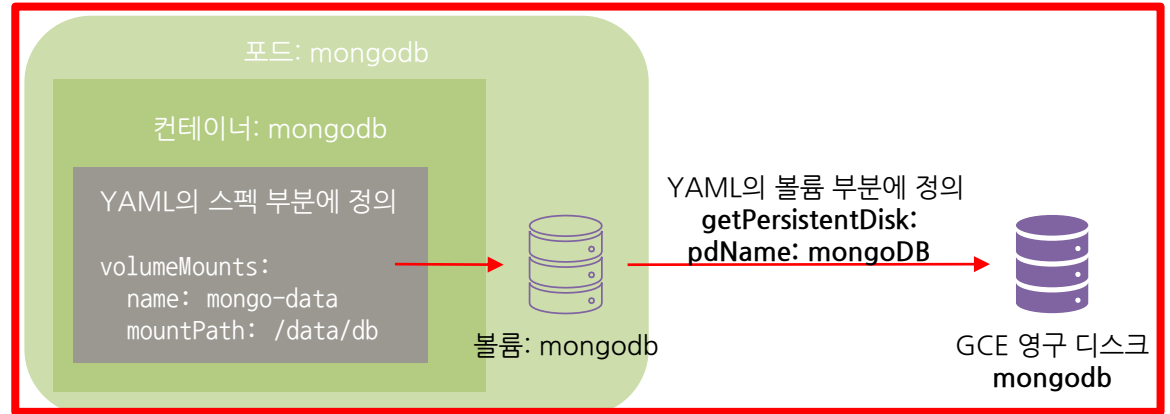 포드: mongodb
컨테이너: mongodb
YAML의 스펙 부분에 정의
volumeMounts:
name: mongo-data
mountPath: /data/db
볼륨: mongodb
YAML의 볼륨 부분에 정의
getPersistentDisk:
pdName: mongoDB
GCE 영구 디스크
mongodb